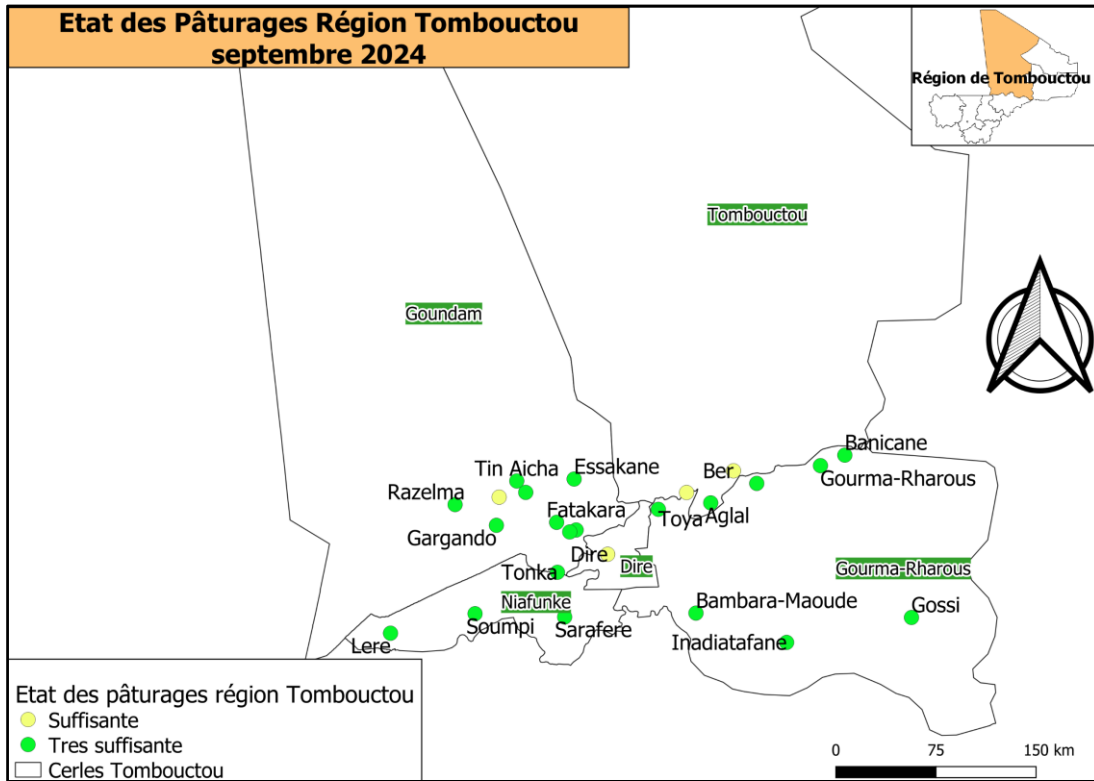 Etat des Pâturages Région Tombouctou
septembre 2024
Région de Tombouctou
Tombouctou
Goundam
Banicane
Tin Aicha
Essakane
Ber
Gourma-Rharous
Razelma
Fatakara
Toya
Aglal
Gargando
Dire
Dire
Gourma-Rharous
Tonka
Niafunke
Bambara-Maoude
Gossi
Soumpi
Sarafere
Inadiatafane
Lere
Etat des pâturages région Tombouctou
Suffisante
Tres suffisante
Cerles Tombouctou
0 75 150 km